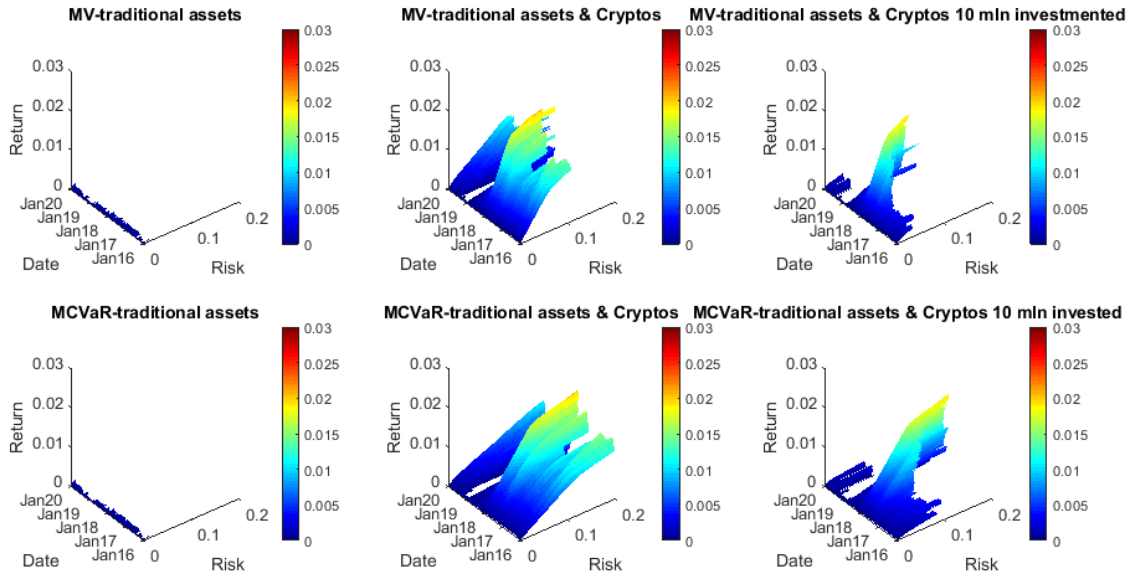 MV-traditional assets
0.03
0.02
0.01
0
Return
Jan20
Jan19
Jan18
Jan17
Jan16
Date
0
0.1
0.2
Risk
0.03
0.025
0.02
0.015
0.01
0.005
0
MV-traditional assets & Cryptos
0.03
0.02
0.01
0
Return
Jan20
Jan19
Jan18
Jan17
Jan16
Date
0
0.1
0.2
Risk
0.03
0.025
0.02
0.015
0.01
0.005
0
MV-traditional assets & Cryptos 10 mln investmented
0.03
0.02
0.01
0
Return
Jan20
Jan19
Jan18
Jan17
Jan16
Date
0
0.1
0.2
Risk
0.03
0.025
0.02
0.015
0.01
0.005
0
MCVaR-traditional assets
0.03
0.02
0.01
0
Return
Jan20
Jan19
Jan18
Jan17
Jan16
Date
0
0.1
0.2
Risk
0.03
0.025
0.02
0.015
0.01
0.005
0
MCVaR-traditional assets & Cryptos
0.03
0.02
0.01
0
Return
Jan20
Jan19
Jan18
Jan17
Jan16
Date
0
0.1
0.2
Risk
0.03
0.025
0.02
0.015
0.01
0.005
0
MCVaR-traditional assets & Cryptos 10 mln invested
0.03
0.02
0.01
0
Return
Jan20
Jan19
Jan18
Jan17
Jan16
Date
0
0.1
0.2
Risk
0.03
0.025
0.02
0.015
0.01
0.005
0